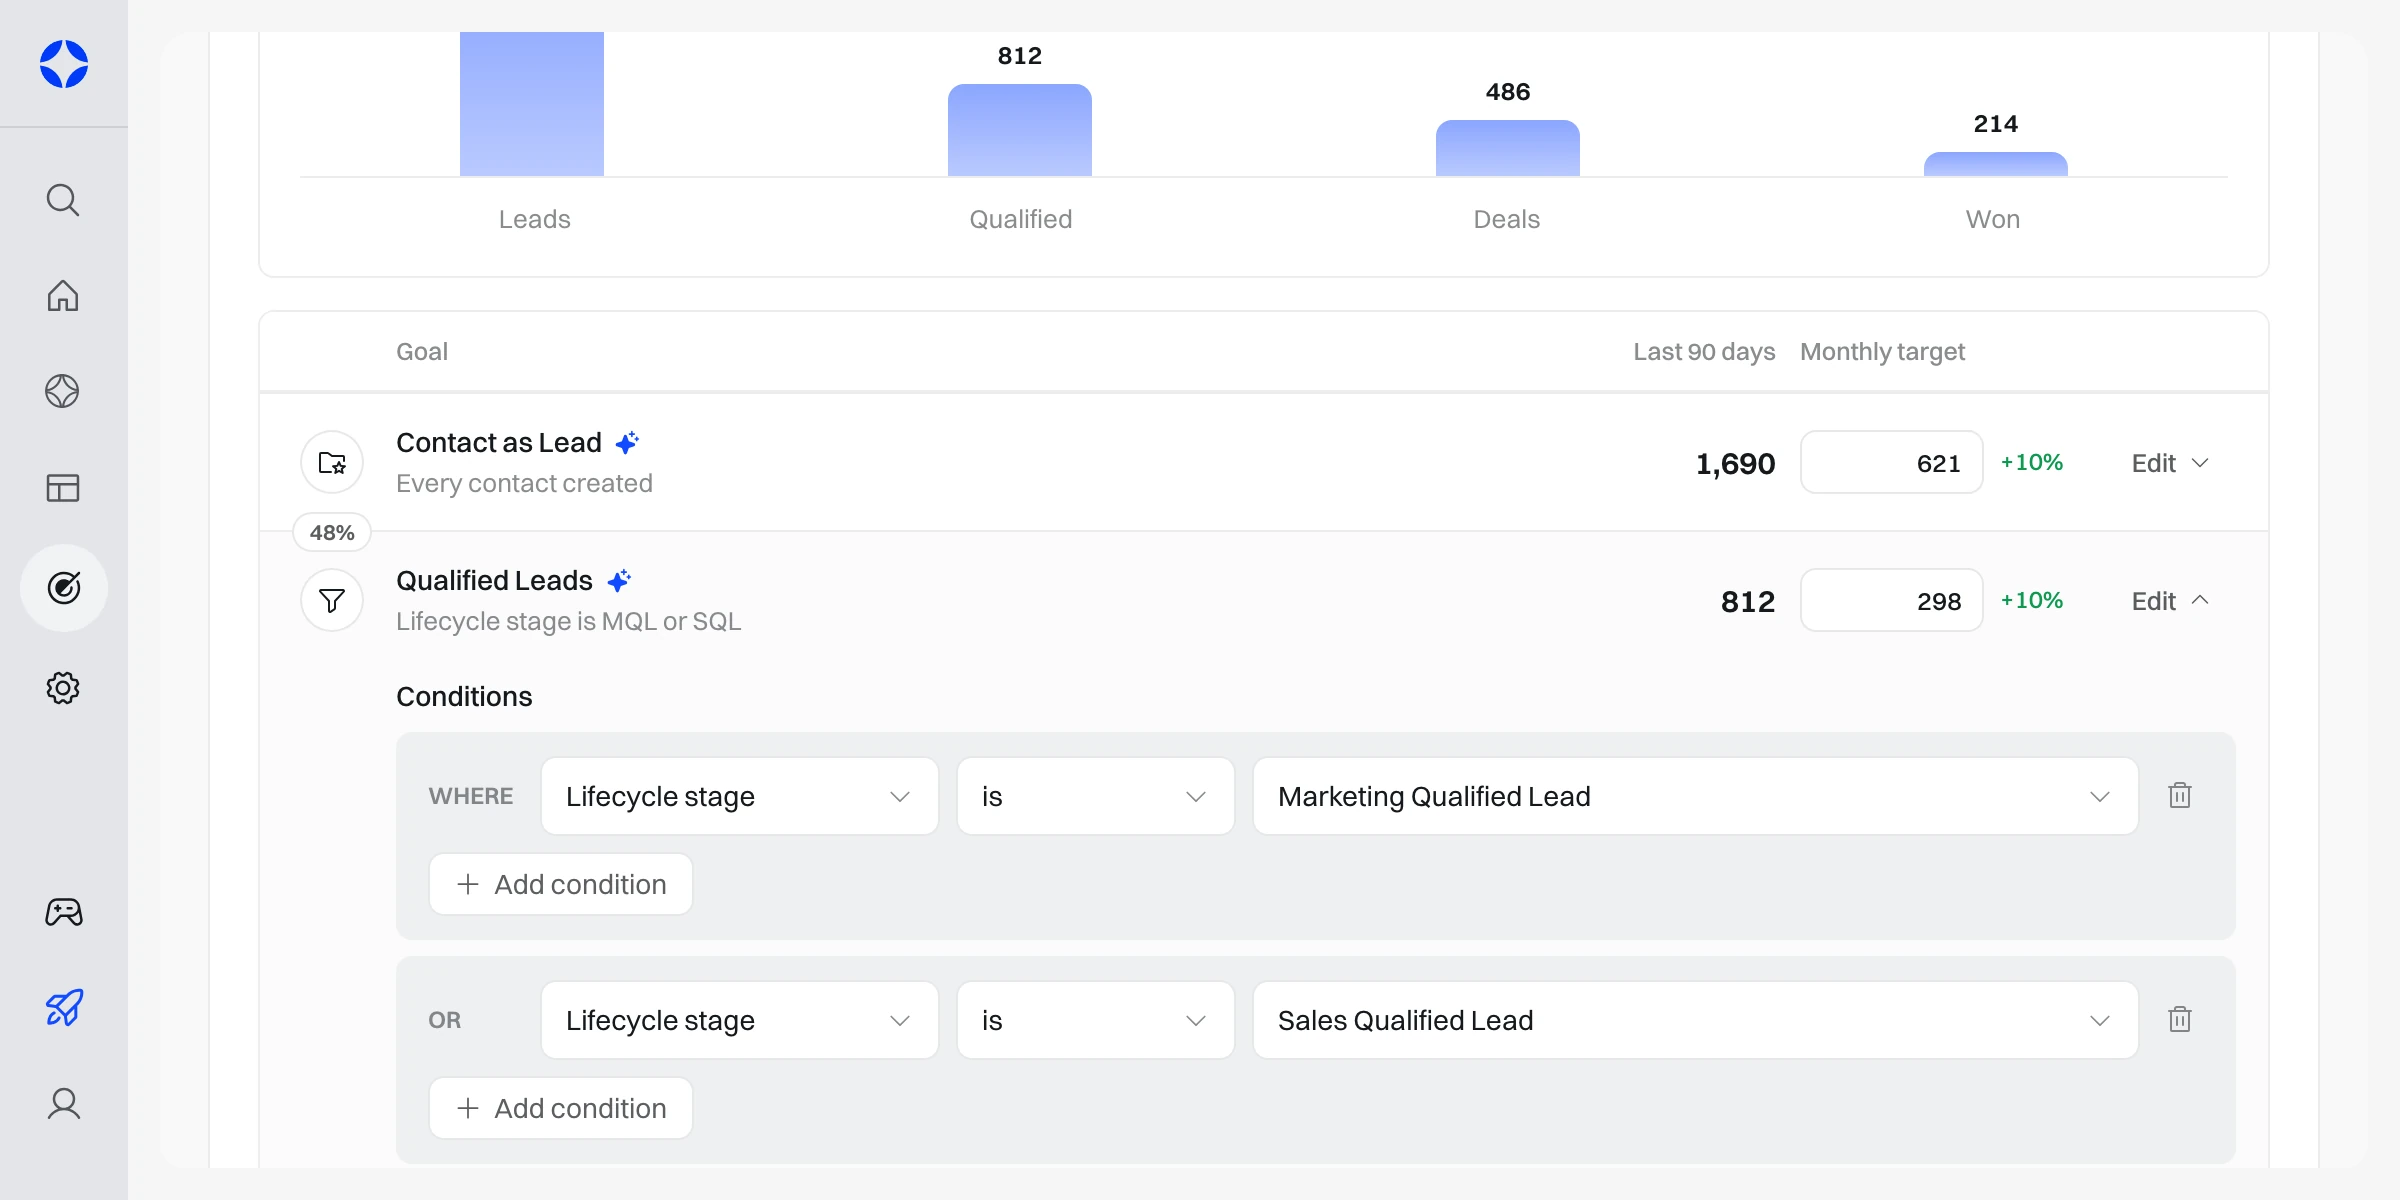 812
486
214
Leads Qualified Deals Won
Goal Last 90 days Monthly target
Contact as Lead
Every contact created
1,690 621 +10% Edit
48%
Qualified Leads
Lifecycle stage is MQL or SQL
812 298 +10% Edit
Conditions
WHERE Lifecycle stage is Marketing Qualified Lead
+ Add condition
OR Lifecycle stage is Sales Qualified Lead
+ Add condition